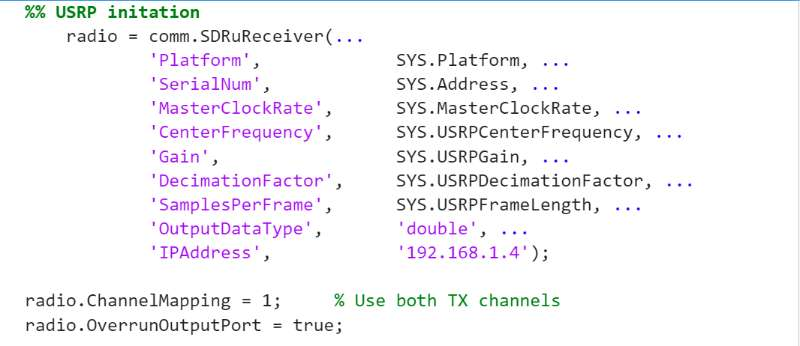 %% USRP initation
radio = comm.SDRuReceiver(...
'Platform', SYS.Platform, ...
'SerialNum', SYS.Address, ...
'MasterClockRate', SYS.MasterClockRate, ...
'CenterFrequency', SYS.USRPCenterFrequency, ...
'Gain', SYS.USRPGain, ...
'DecimationFactor', SYS.USRPDecimationFactor, ...
'SamplesPerFrame', SYS.USRPFrameLength, ...
'OutputDataType', 'double', ...
'IPAddress', '192.168.1.4');
radio.ChannelMapping = 1; % Use both TX channels
radio.OverrunOutputPort = true;